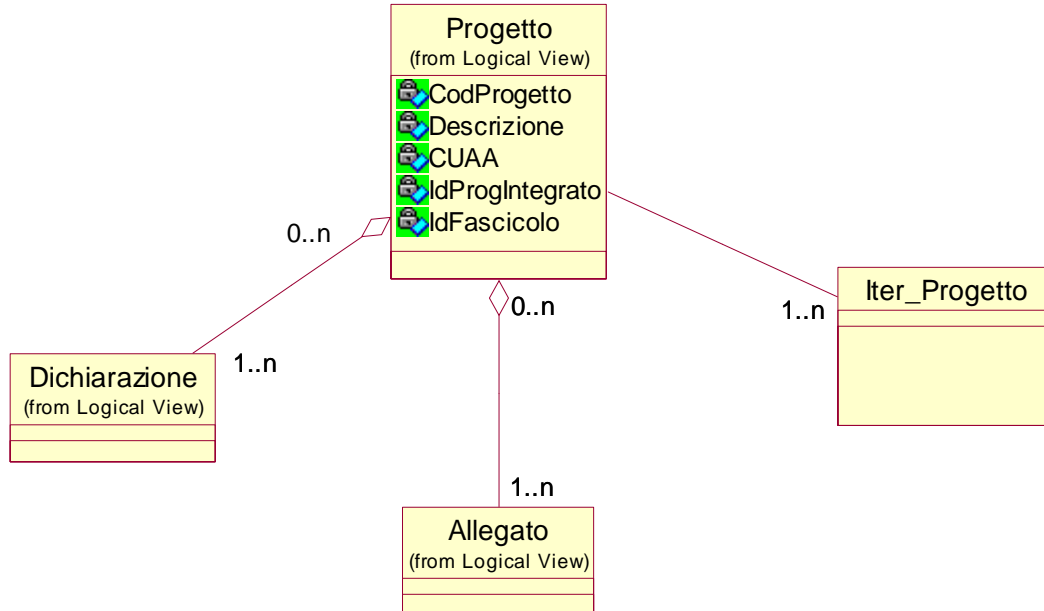 Progetto
(from Logical View)
CodProgetto
Descrizione
CUAA
IdProgIntegrato
IdFascicolo
0..n
0..n
1..n
Iter_Progetto
1..n
Dichiarazione
(from Logical View)
1..n
Allegato
(from Logical View)